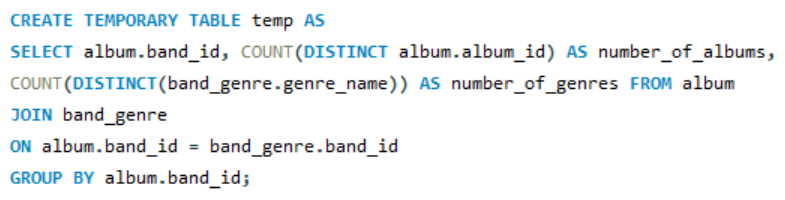 CREATE TEMPORARY TABLE temp AS
SELECT album.band_id, COUNT(DISTINCT album.album_id) AS number_of_albums,
COUNT(DISTINCT(band_genre.genre_name)) AS number_of_genres FROM album
JOIN band_genre
ON album.band_id = band_genre.band_id
GROUP BY album.band_id;